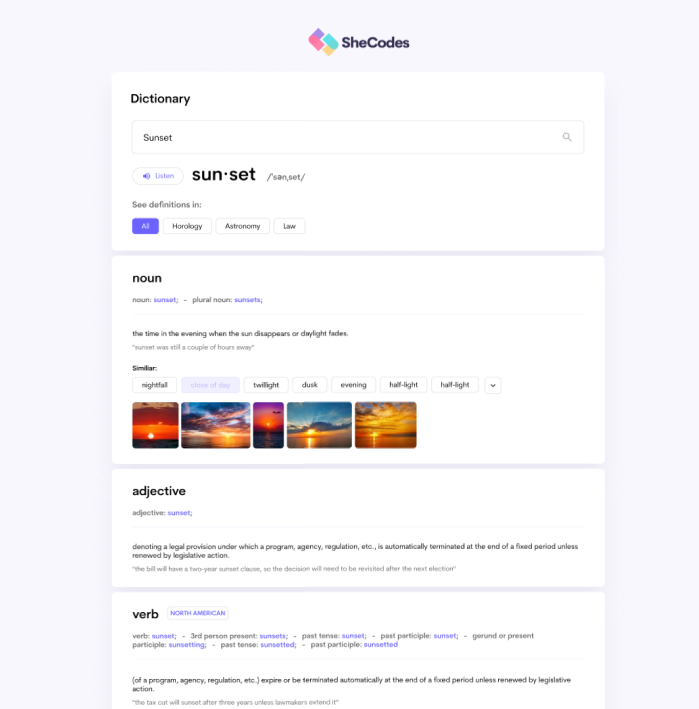 SheCodes
Dictionary
Sunset
Listen
sun·set /ˈsənˌset/
See definitions in:
All Horology Astronomy Law
noun
noun: sunset; - plural noun: sunsets;
the time in the evening when the sun disappears or daylight fades.
"sunset was still a couple of hours away"
Similiar:
nightfall close of day twillight dusk evening half-light half-light
adjective
adjective: sunset;
denoting a legal provision under which a program, agency, regulation, etc., is automatically terminated at the end of a fixed period unless
renewed by legislative action.
"the bill will have a two-year sunset clause, so the decision will need to be revisited after the next election"
verb NORTH AMERICAN
verb: sunset; - 3rd person present: sunsets; - past tense: sunset; - past participle: sunset; - gerund or present
participle: sunsetting; - past tense: sunsetted; - past participle: sunsetted
(of a program, agency, regulation, etc.) expire or be terminated automatically at the end of a fixed period unless renewed by legislative
action.
"the tax cut will sunset after three years unless lawmakers extend it"